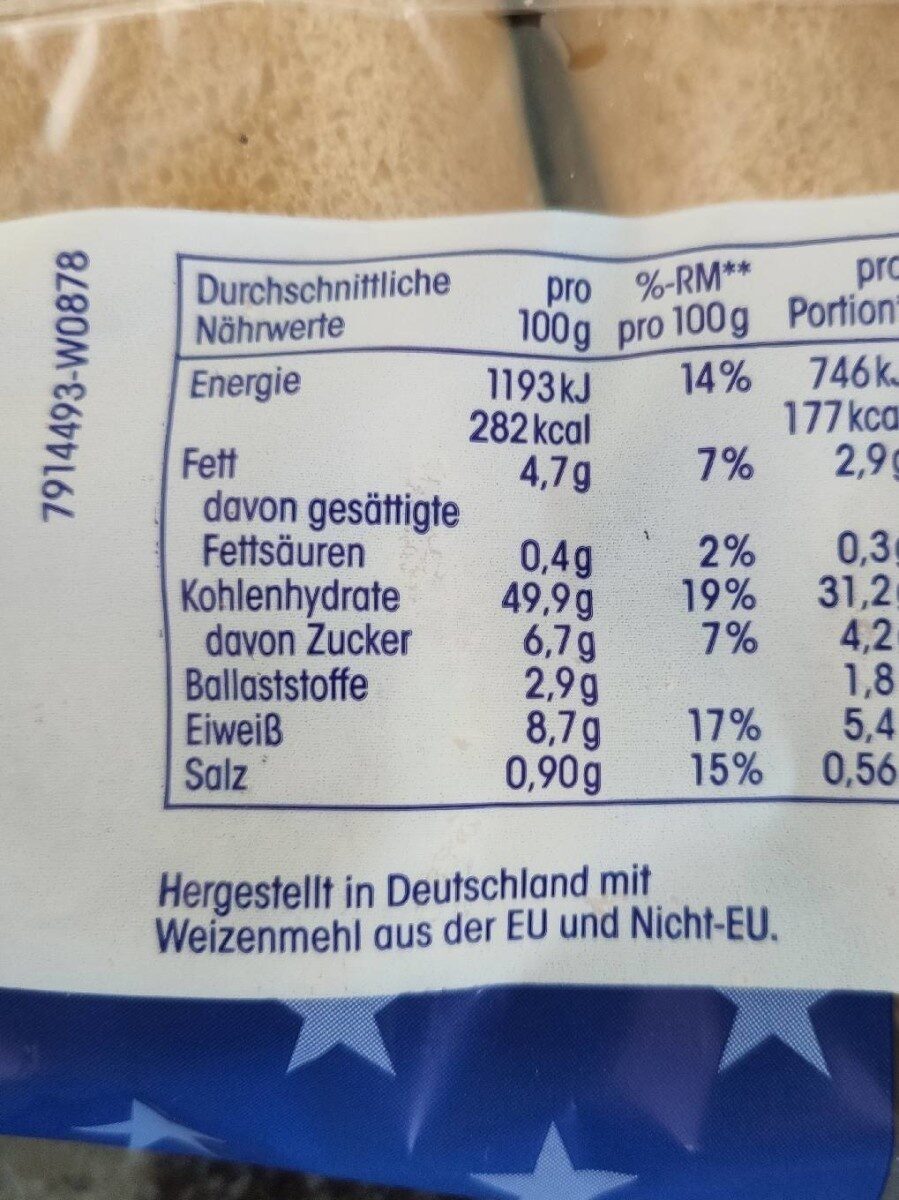 7914493-W0878
Durchschnittliche Nährwerte pro 100g %-RM** pro 100g Portion
Energie 1193kJ 14% 746
282kcal 177
Fett 4,7g 7% 2,9
davon gesättigte
Fettsäuren 0,4g 2% 0,3
Kohlenhydrate 49,9g 19% 31,2
davon Zucker 6,7g 7% 4,2
Ballaststoffe 2,9g 1,8
Eiweiß 8,7g 17% 5,4
Salz 0,90g 15% 0,56
Hergestellt in Deutschland mit
Weizenmehl aus der EU und Nicht-EU.